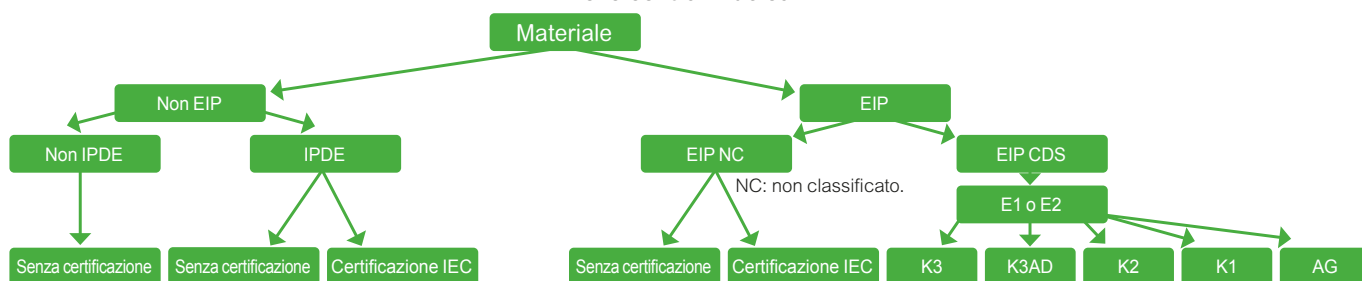 Materiale
Non EIP
EIP
Non IPDE
IPDE
EIP NC
EIP CDS
NC: non classificato.
E1 o E2
Senza certificazione
Senza certificazione
Certificazione IEC
Senza certificazione
Certificazione IEC
K3
K3AD
K2
K1
AG